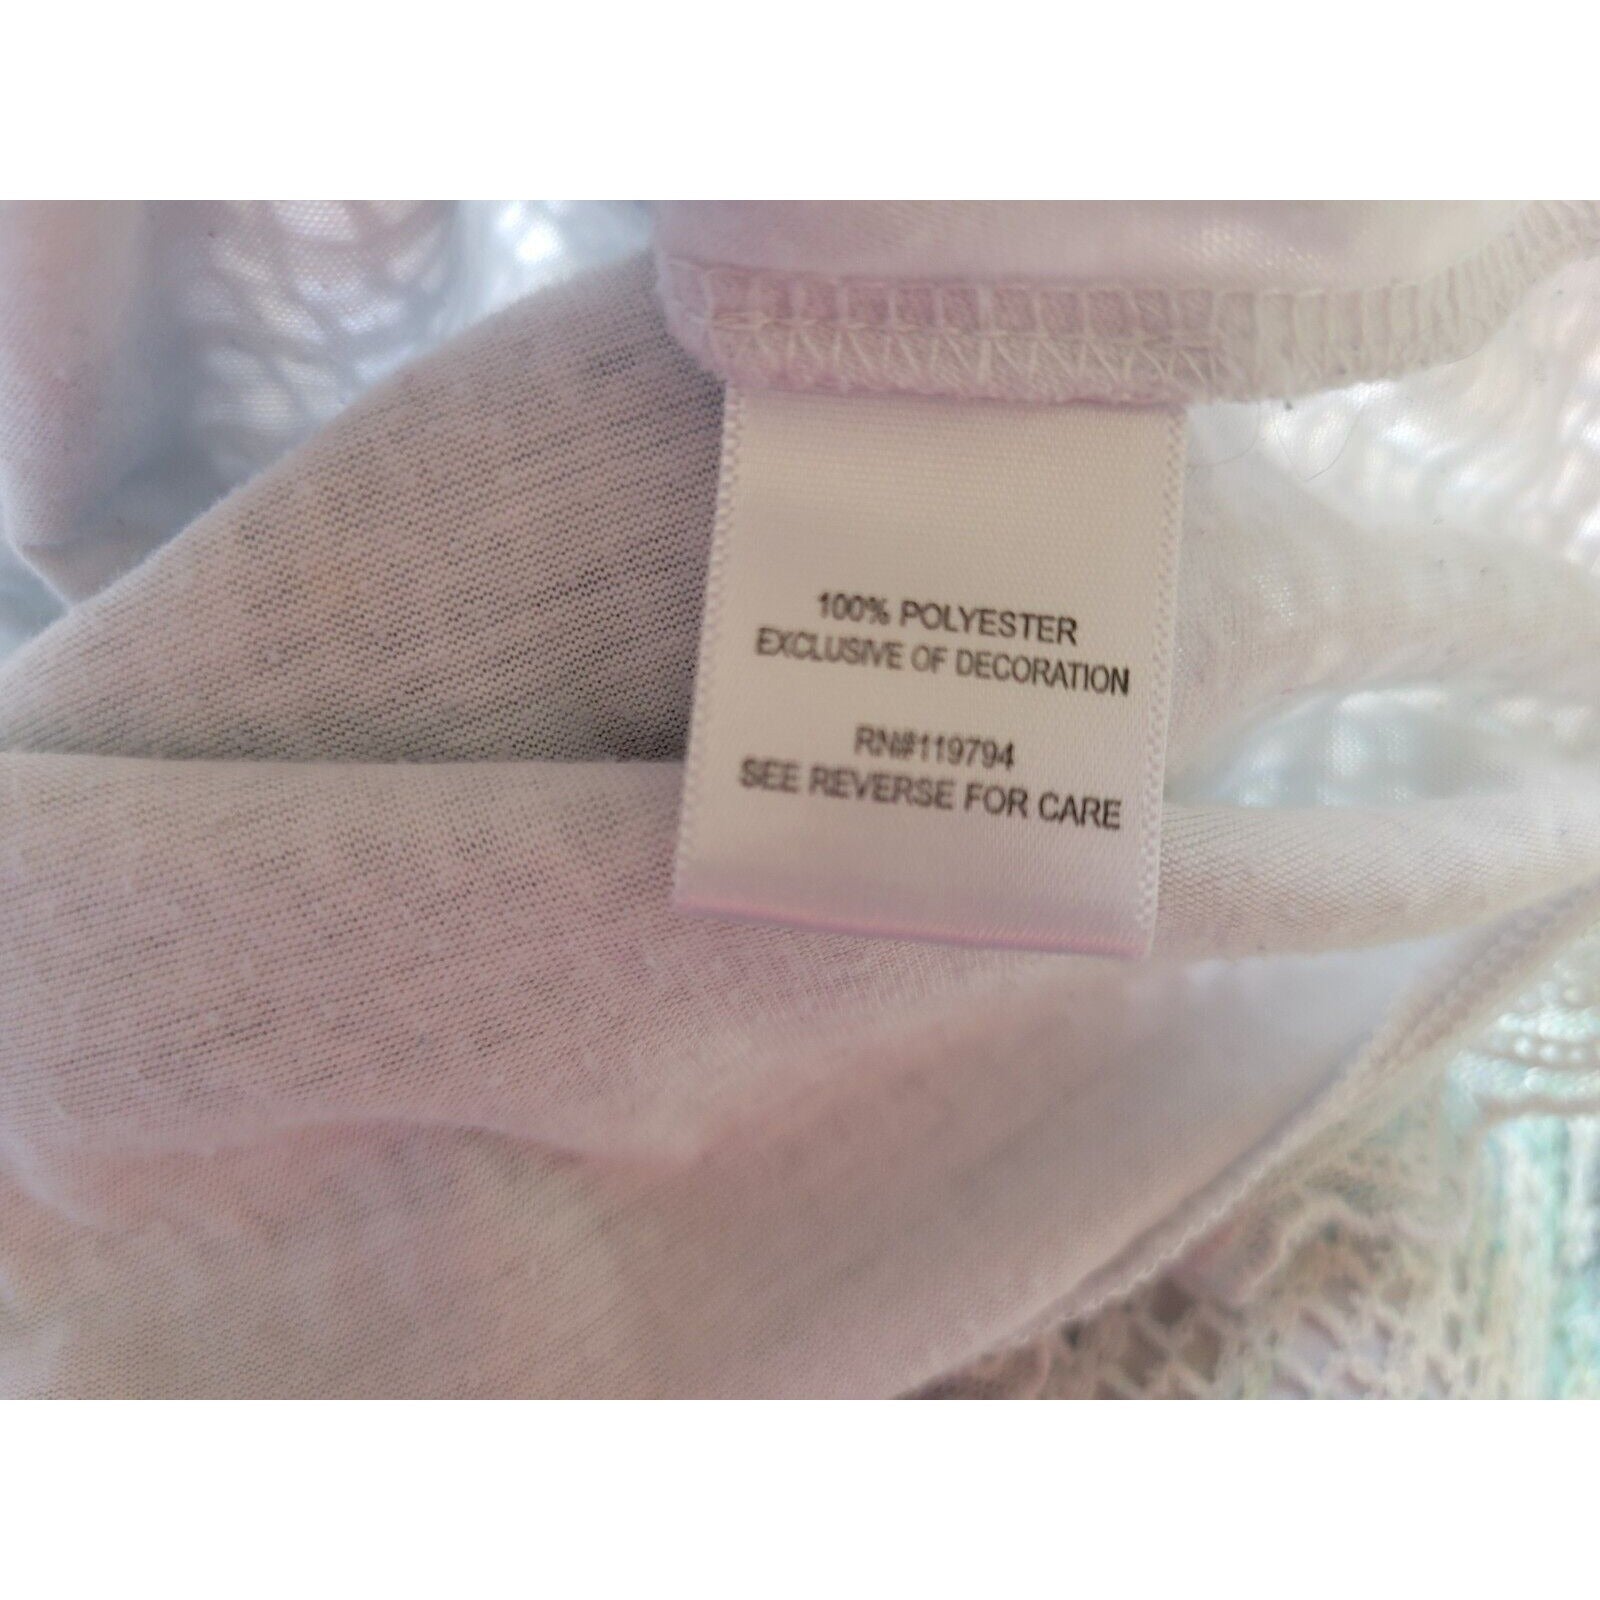 100% POLYESTER
EXCLUSIVE OF DECORATION
RN#119794
SEE REVERSE FOR CARE